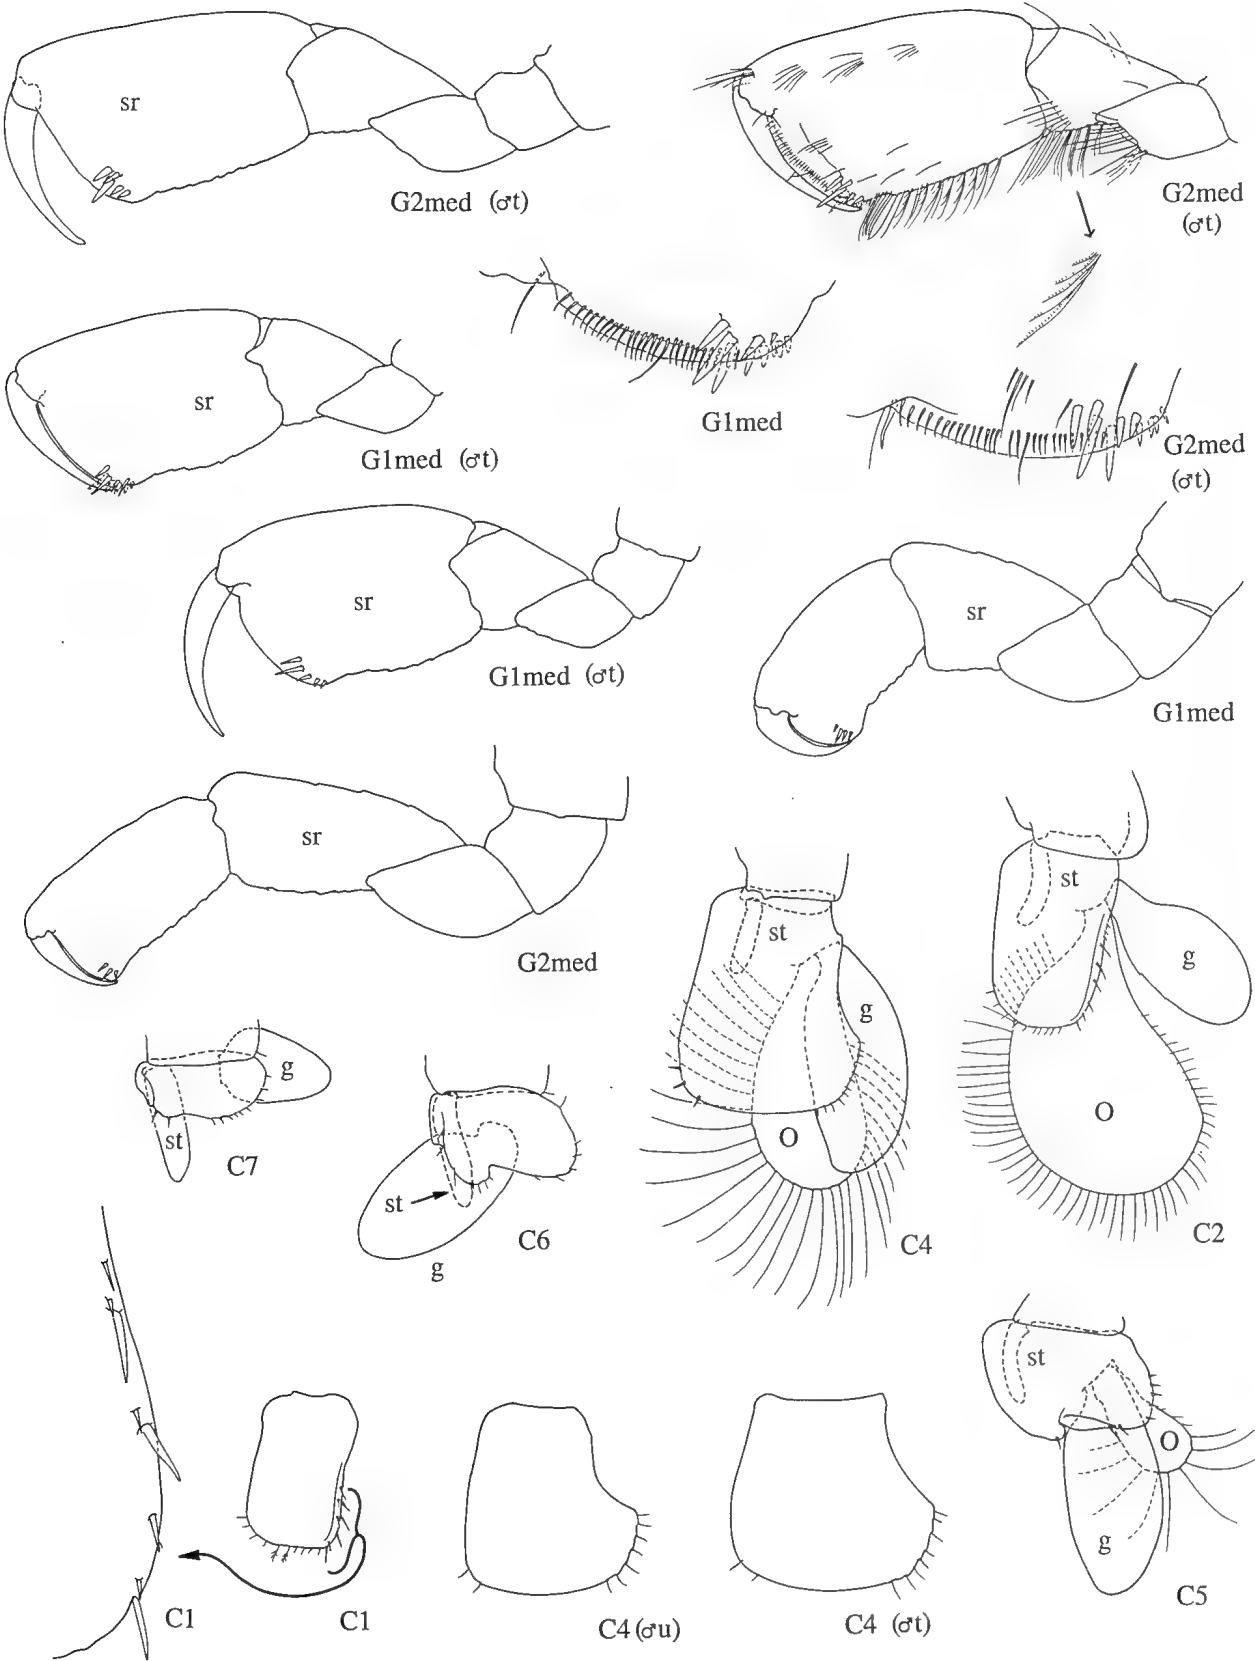 sr
G2med (♂t)
G2med
(♂t)
sr
G1med (♂t)
G1med
G2med
(♂t)
sr
G1med (♂t)
sr
G1med
sr
G2med
st
g
O
C4
st
g
O
C2
g
st
C7
st
g
C6
C1
C1
C4 (♂u)
C4 (♂t)
st
O
g
C5